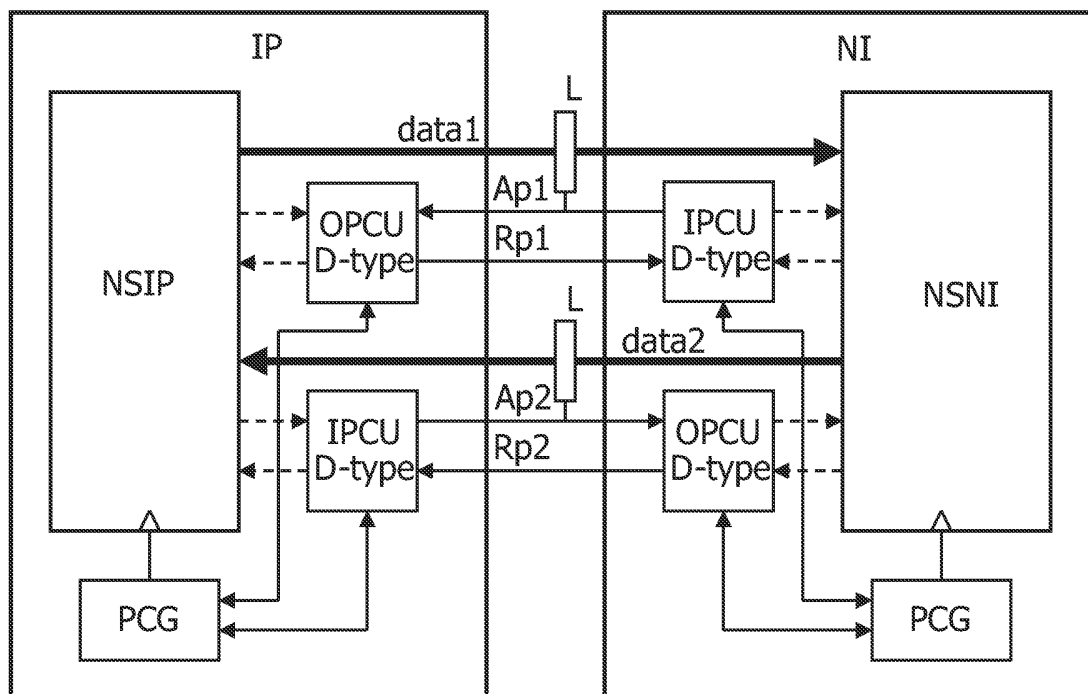 IP
NI
L
data1
Ap1
OPCU
D-type
IPCU
D-type
Rp1
NSIP
NSNI
L
data2
Ap2
IPCU
D-type
OPCU
D-type
Rp2
PCG
PCG